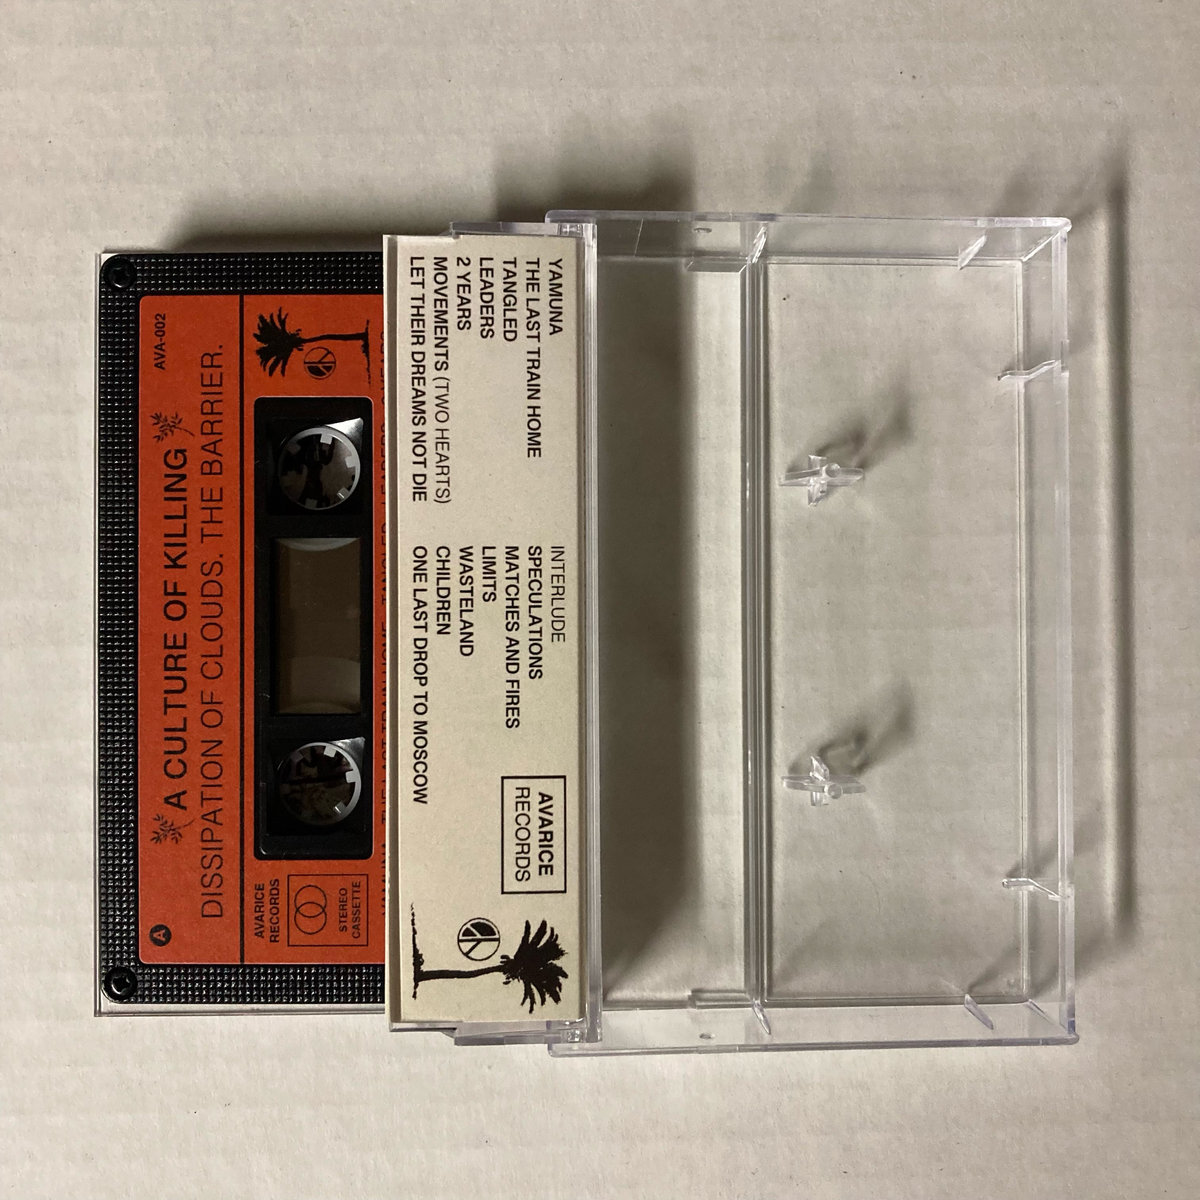 AVA-002
A CULTURE OF KILLING
DISSIPATION OF CLOUDS. THE BARRIER.
A
AVARICE
RECORDS
STEREO
CASSETTE
YAMUNA
THE LAST TRAIN HOME
TANGLED
LEADERS
2 YEARS
MOVEMENTS (TWO HEARTS)
LET THEIR DREAMS NOT DIE
INTERLUDE
SPECULATIONS
MATCHES AND FIRES
LIMITS
WASTELAND
CHILDREN
ONE LAST DROP TO MOSCOW
AVARICE
RECORDS